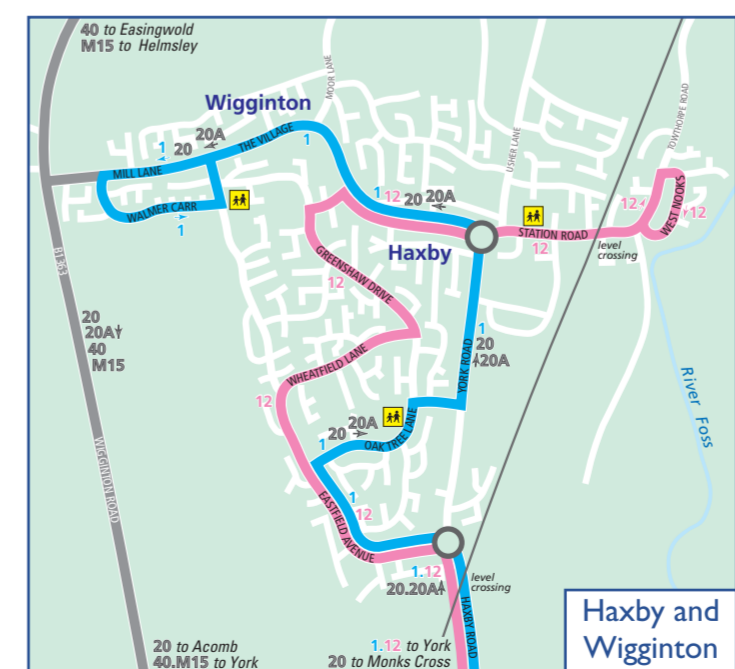 40 to Easingwold
M15 to Helmsley
MOOR LANE
Wigginton
20A
1
20
THE VILLAGE
1
MILL LANE
WALMER CARR
1
USHER LANE
TOWTHORPE ROAD
1 12 20 20A
STATION ROAD
12
12
WEST NOOKS
12
level
crossing
Haxby
GREENSHAW DRIVE
12
B1363
20
20A
40
M15
1
20
20A
YORK ROAD
WHEATFIELD LANE
12
River Foss
20A
20
1
OAK TREE LANE
WIGGINTON ROAD
1
12
EASTFIELD AVENUE
1.12
20.20A
level
crossing
HAXBY ROAD
20 to Acomb
40.M15 to York
1.12 to York
20 to Monks Cross
Haxby and
Wigginton